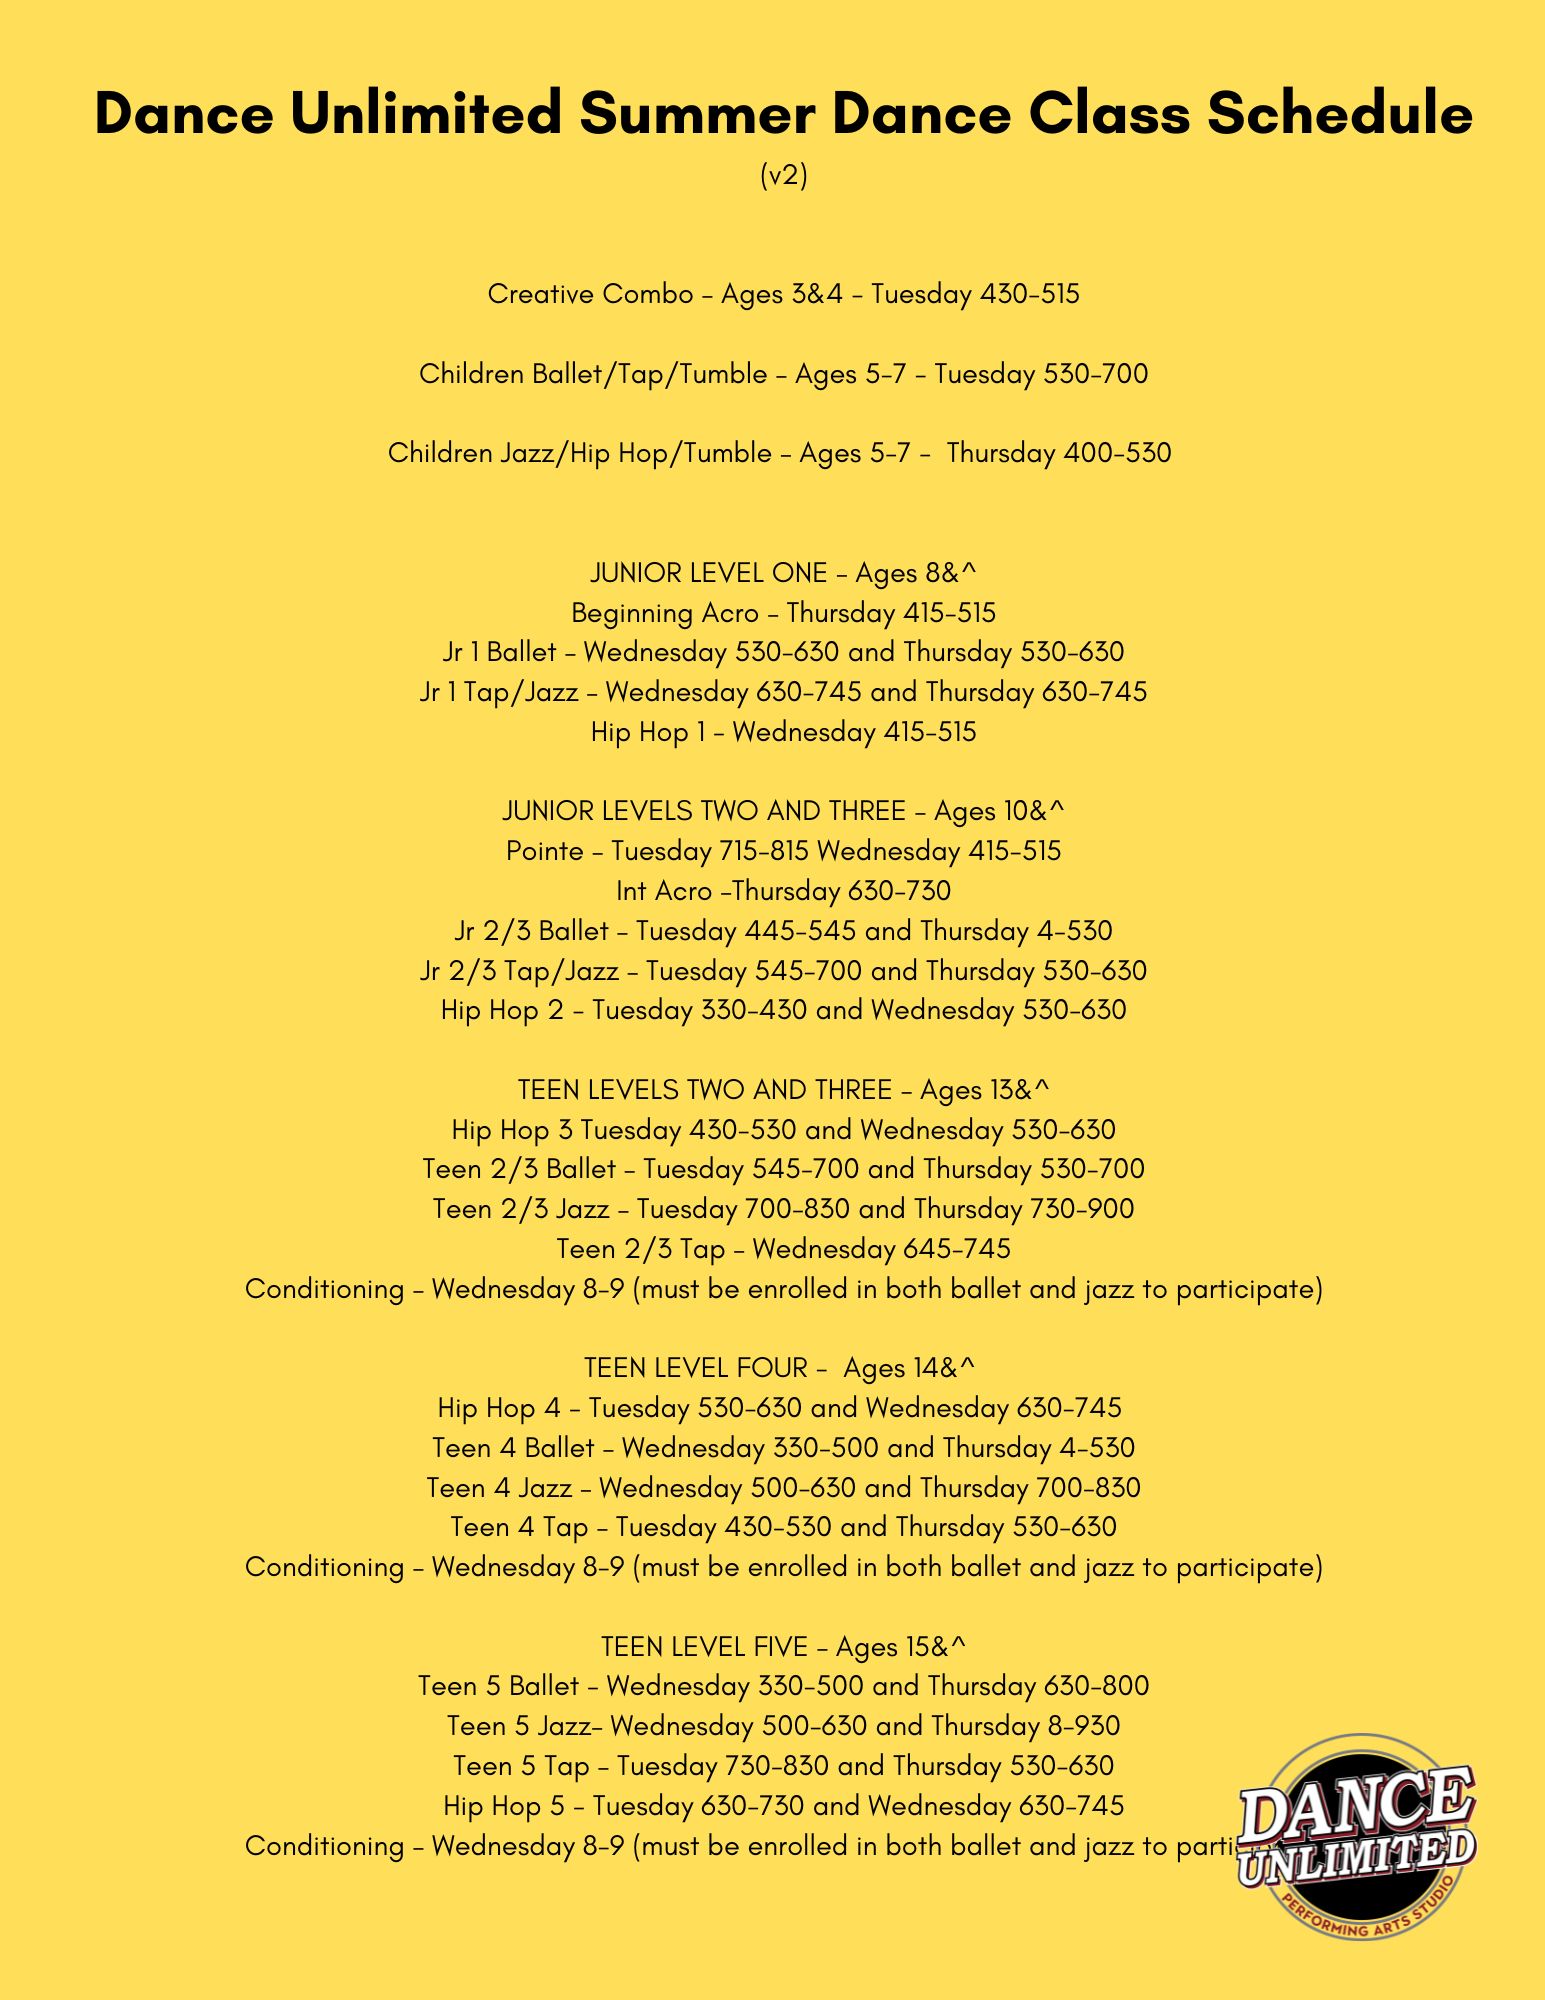 Dance Unlimited Summer Dance Class Schedule
(v2)
Creative Combo - Ages 3&4 - Tuesday 430-515
Children Ballet/Tap/Tumble - Ages 5-7 - Tuesday 530-700
Children Jazz/Hip Hop/Tumble - Ages 5-7 - Thursday 400-530
JUNIOR LEVEL ONE - Ages 8&^
Beginning Acro - Thursday 415-515
Jr 1 Ballet - Wednesday 530-630 and Thursday 530-630
Jr 1 Tap/Jazz - Wednesday 630-745 and Thursday 630-745
Hip Hop 1 - Wednesday 415-515
JUNIOR LEVELS TWO AND THREE - Ages 10&^
Pointe - Tuesday 715-815 Wednesday 415-515
Int Acro -Thursday 630-730
Jr 2/3 Ballet - Tuesday 445-545 and Thursday 4-530
Jr 2/3 Tap/Jazz - Tuesday 545-700 and Thursday 530-630
Hip Hop 2 - Tuesday 330-430 and Wednesday 530-630
TEEN LEVELS TWO AND THREE - Ages 13&^
Hip Hop 3 Tuesday 430-530 and Wednesday 530-630
Teen 2/3 Ballet - Tuesday 545-700 and Thursday 530-700
Teen 2/3 Jazz - Tuesday 700-830 and Thursday 730-900
Teen 2/3 Tap - Wednesday 645-745
Conditioning - Wednesday 8-9 (must be enrolled in both ballet and jazz to participate)
TEEN LEVEL FOUR - Ages 14&^
Hip Hop 4 - Tuesday 530-630 and Wednesday 630-745
Teen 4 Ballet - Wednesday 330-500 and Thursday 4-530
Teen 4 Jazz - Wednesday 500-630 and Thursday 700-830
Teen 4 Tap - Tuesday 430-530 and Thursday 530-630
Conditioning - Wednesday 8-9 (must be enrolled in both ballet and jazz to participate)
TEEN LEVEL FIVE - Ages 15&^
Teen 5 Ballet - Wednesday 330-500 and Thursday 630-800
Teen 5 Jazz- Wednesday 500-630 and Thursday 8-930
Teen 5 Tap - Tuesday 730-830 and Thursday 530-630
Hip Hop 5 - Tuesday 630-730 and Wednesday 630-745
Conditioning - Wednesday 8-9 (must be enrolled in both ballet and jazz to
DANCE
UNLIMITED
PERFORMING ARTS STUDIO